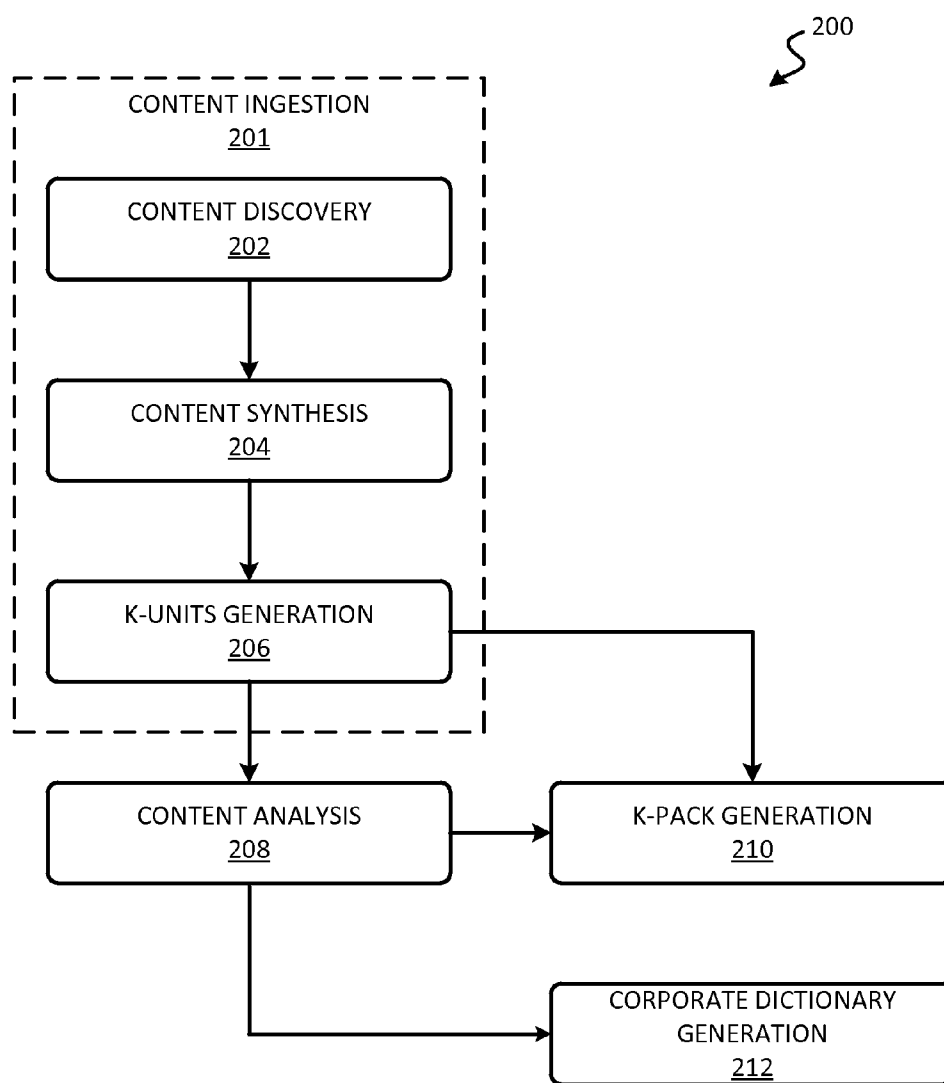 200
CONTENT INGESTION
201
CONTENT DISCOVERY
202
CONTENT SYNTHESIS
204
K-UNITS GENERATION
206
CONTENT ANALYSIS
208
K-PACK GENERATION
210
CORPORATE DICTIONARY
GENERATION
212